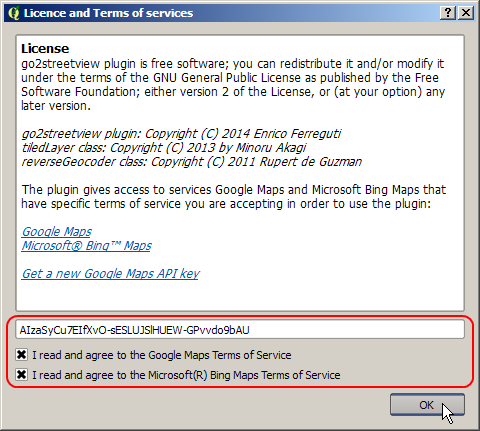 Licence and Terms of services
License
go2streetview plugin is free software; you can redistribute it and/or modify it
under the terms of the GNU General Public License as published by the Free
Software Foundation; either version 2 of the License, or (at your option) any
later version.
go2streetview plugin: Copyright (C) 2014 Enrico Ferreguti
tiledLayer class: Copyright (C) 2013 by Minoru Akagi
reverseGeocoder class: Copyright (C) 2011 Rupert de Guzman
The plugin gives access to services Google Maps and Microsoft Bing Maps that
have specific terms of service you are accepting in order to use the plugin:
Google Maps
Microsoft® Bing™ Maps
Get a new Google Maps API key
AIzaSyCu7EIfXvO-sESLUJSlHUEW-GPvvdo9bAU
I read and agree to the Google Maps Terms of Service
I read and agree to the Microsoft(R) Bing Maps Terms of Service
OK